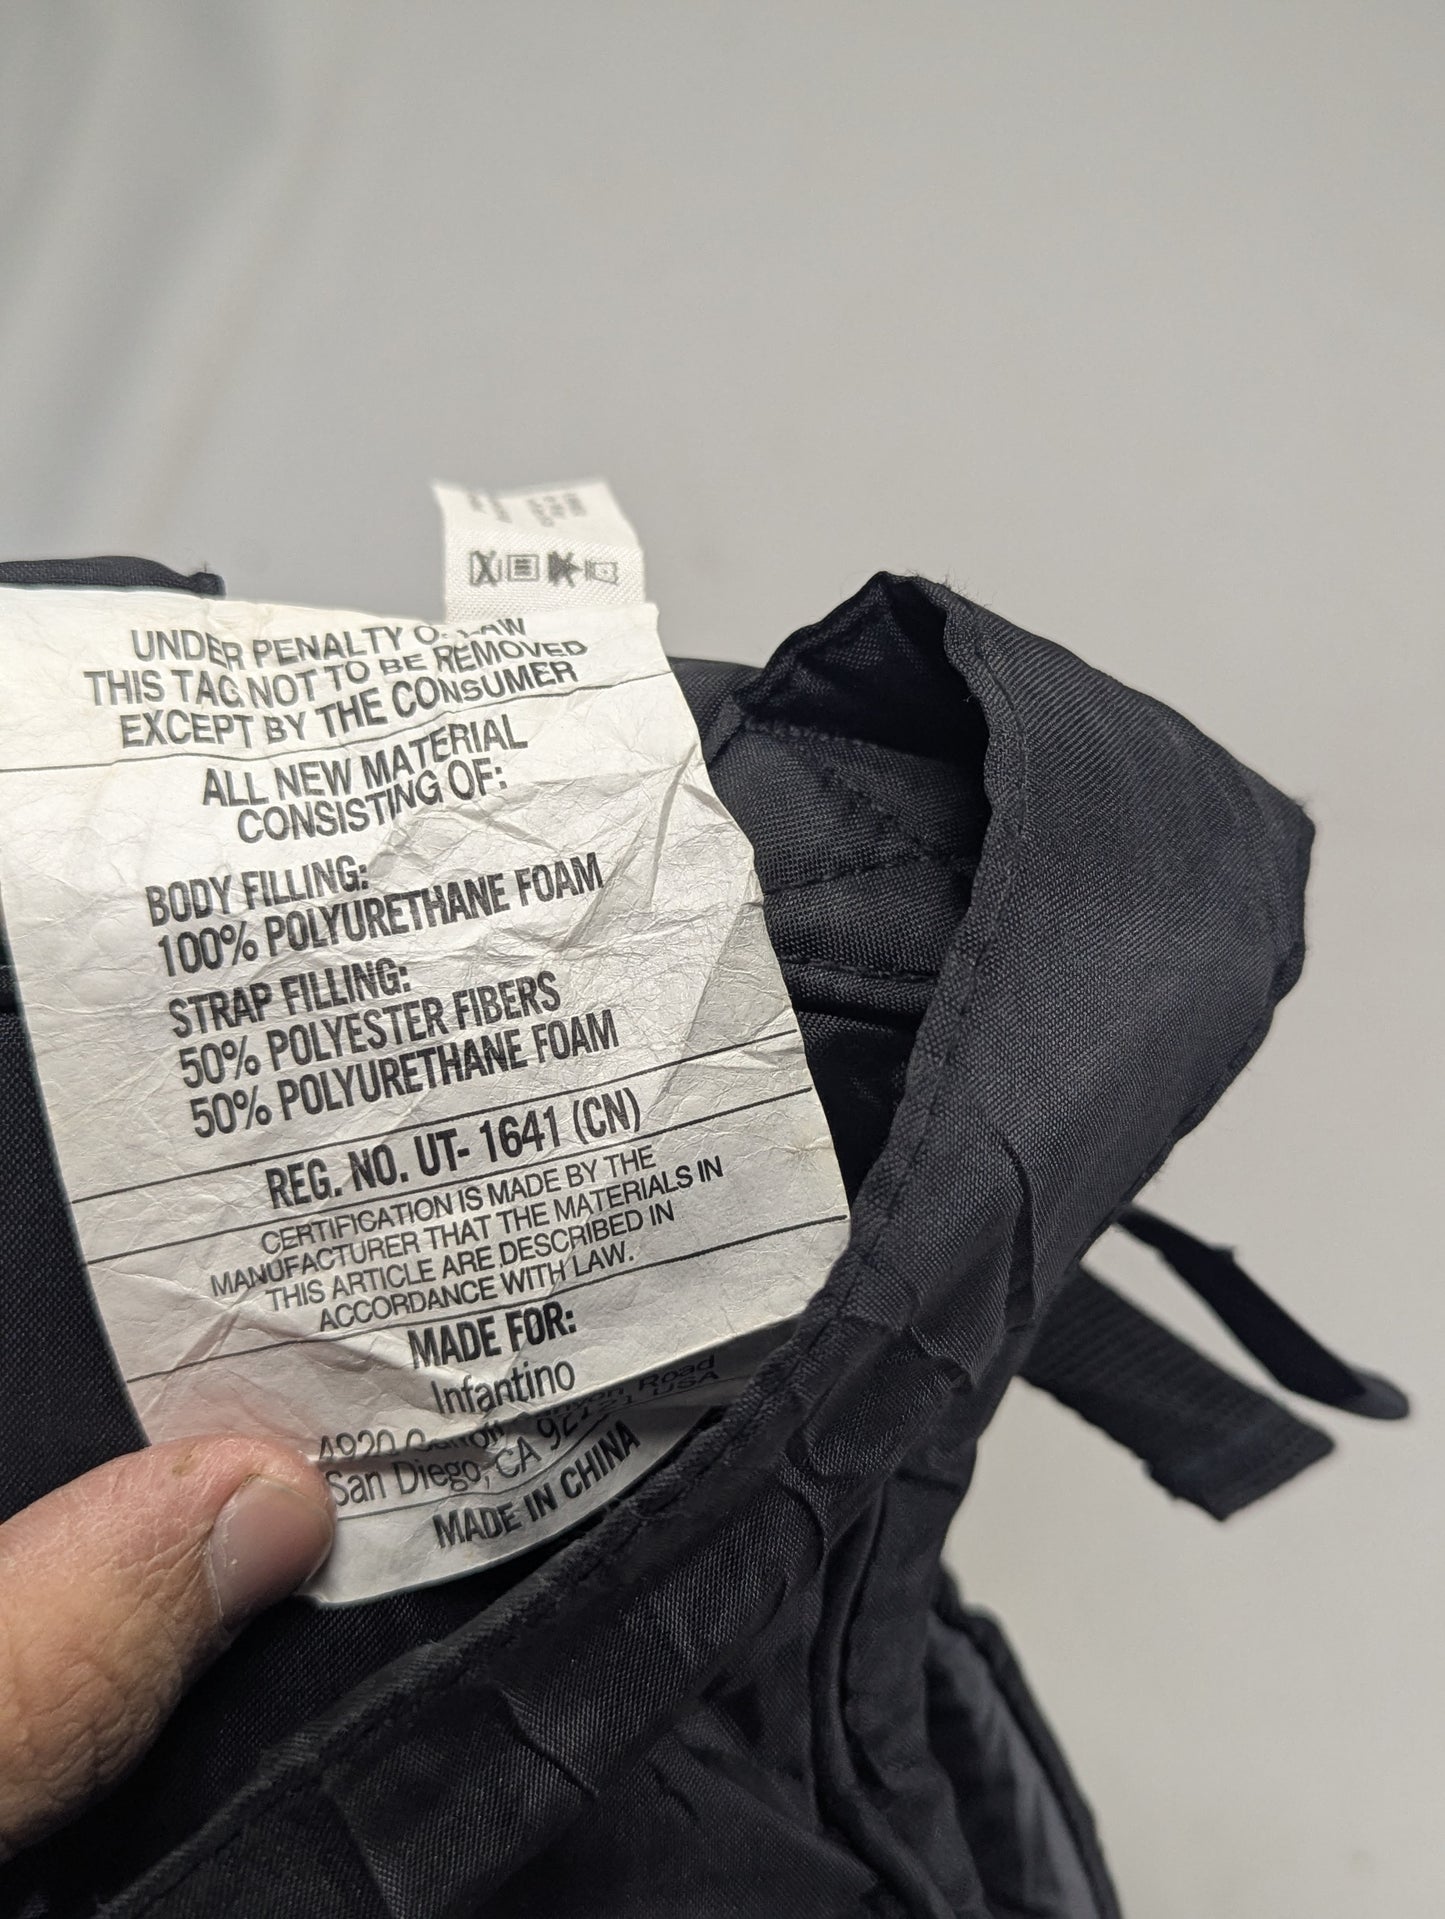 UNDER PENALTY OF LAW
THIS TAG NOT TO BE REMOVED
EXCEPT BY THE CONSUMER
ALL NEW MATERIAL
CONSISTING OF:
BODY FILLING:
100% POLYURETHANE FOAM
STRAP FILLING:
50% POLYESTER FIBERS
50% POLYURETHANE FOAM
REG. NO. UT- 1641 (CN)
CERTIFICATION IS MADE BY THE
MANUFACTURER THAT THE MATERIALS IN
THIS ARTICLE ARE DESCRIBED IN
ACCORDANCE WITH LAW.
MADE FOR:
Infantino
4920 Road
San Diego, CA 92121 USA
MADE IN CHINA